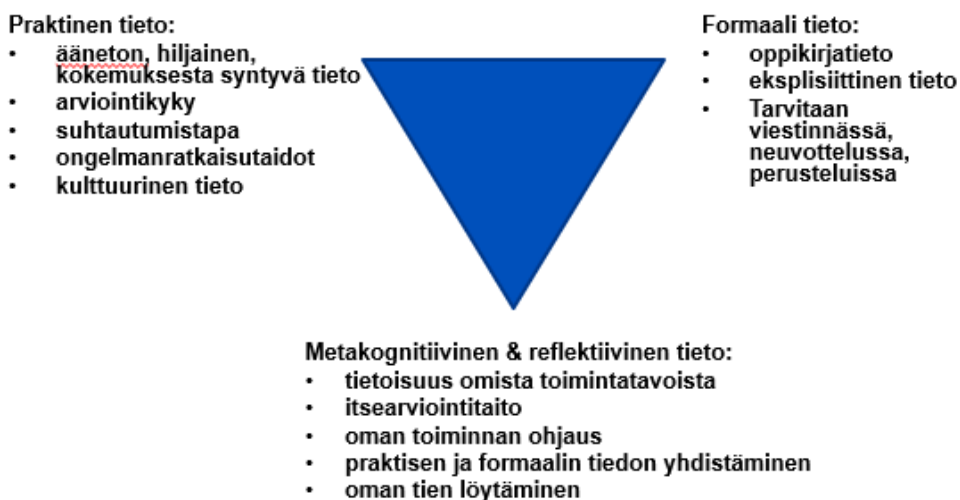 Praktinen tieto:
• ääneton, hiljainen,
kokemuksesta syntyvä tieto
• arviointikyky
• suhtautumistapa
• ongelmanratkaisutaidot
• kulttuurinen tieto
Formaali tieto:
• oppikirjatieto
• eksplisiittinen tieto
• Tarvitaan
viestinnässä,
neuvottelussa,
perusteluissa
Metakognitiivinen & reflektiivinen tieto:
• tietoisuus omista toimintatavoista
• itsearviointitaito
• oman toiminnan ohjaus
• praktisen ja formaalin tiedon yhdistäminen
• oman tien löytäminen